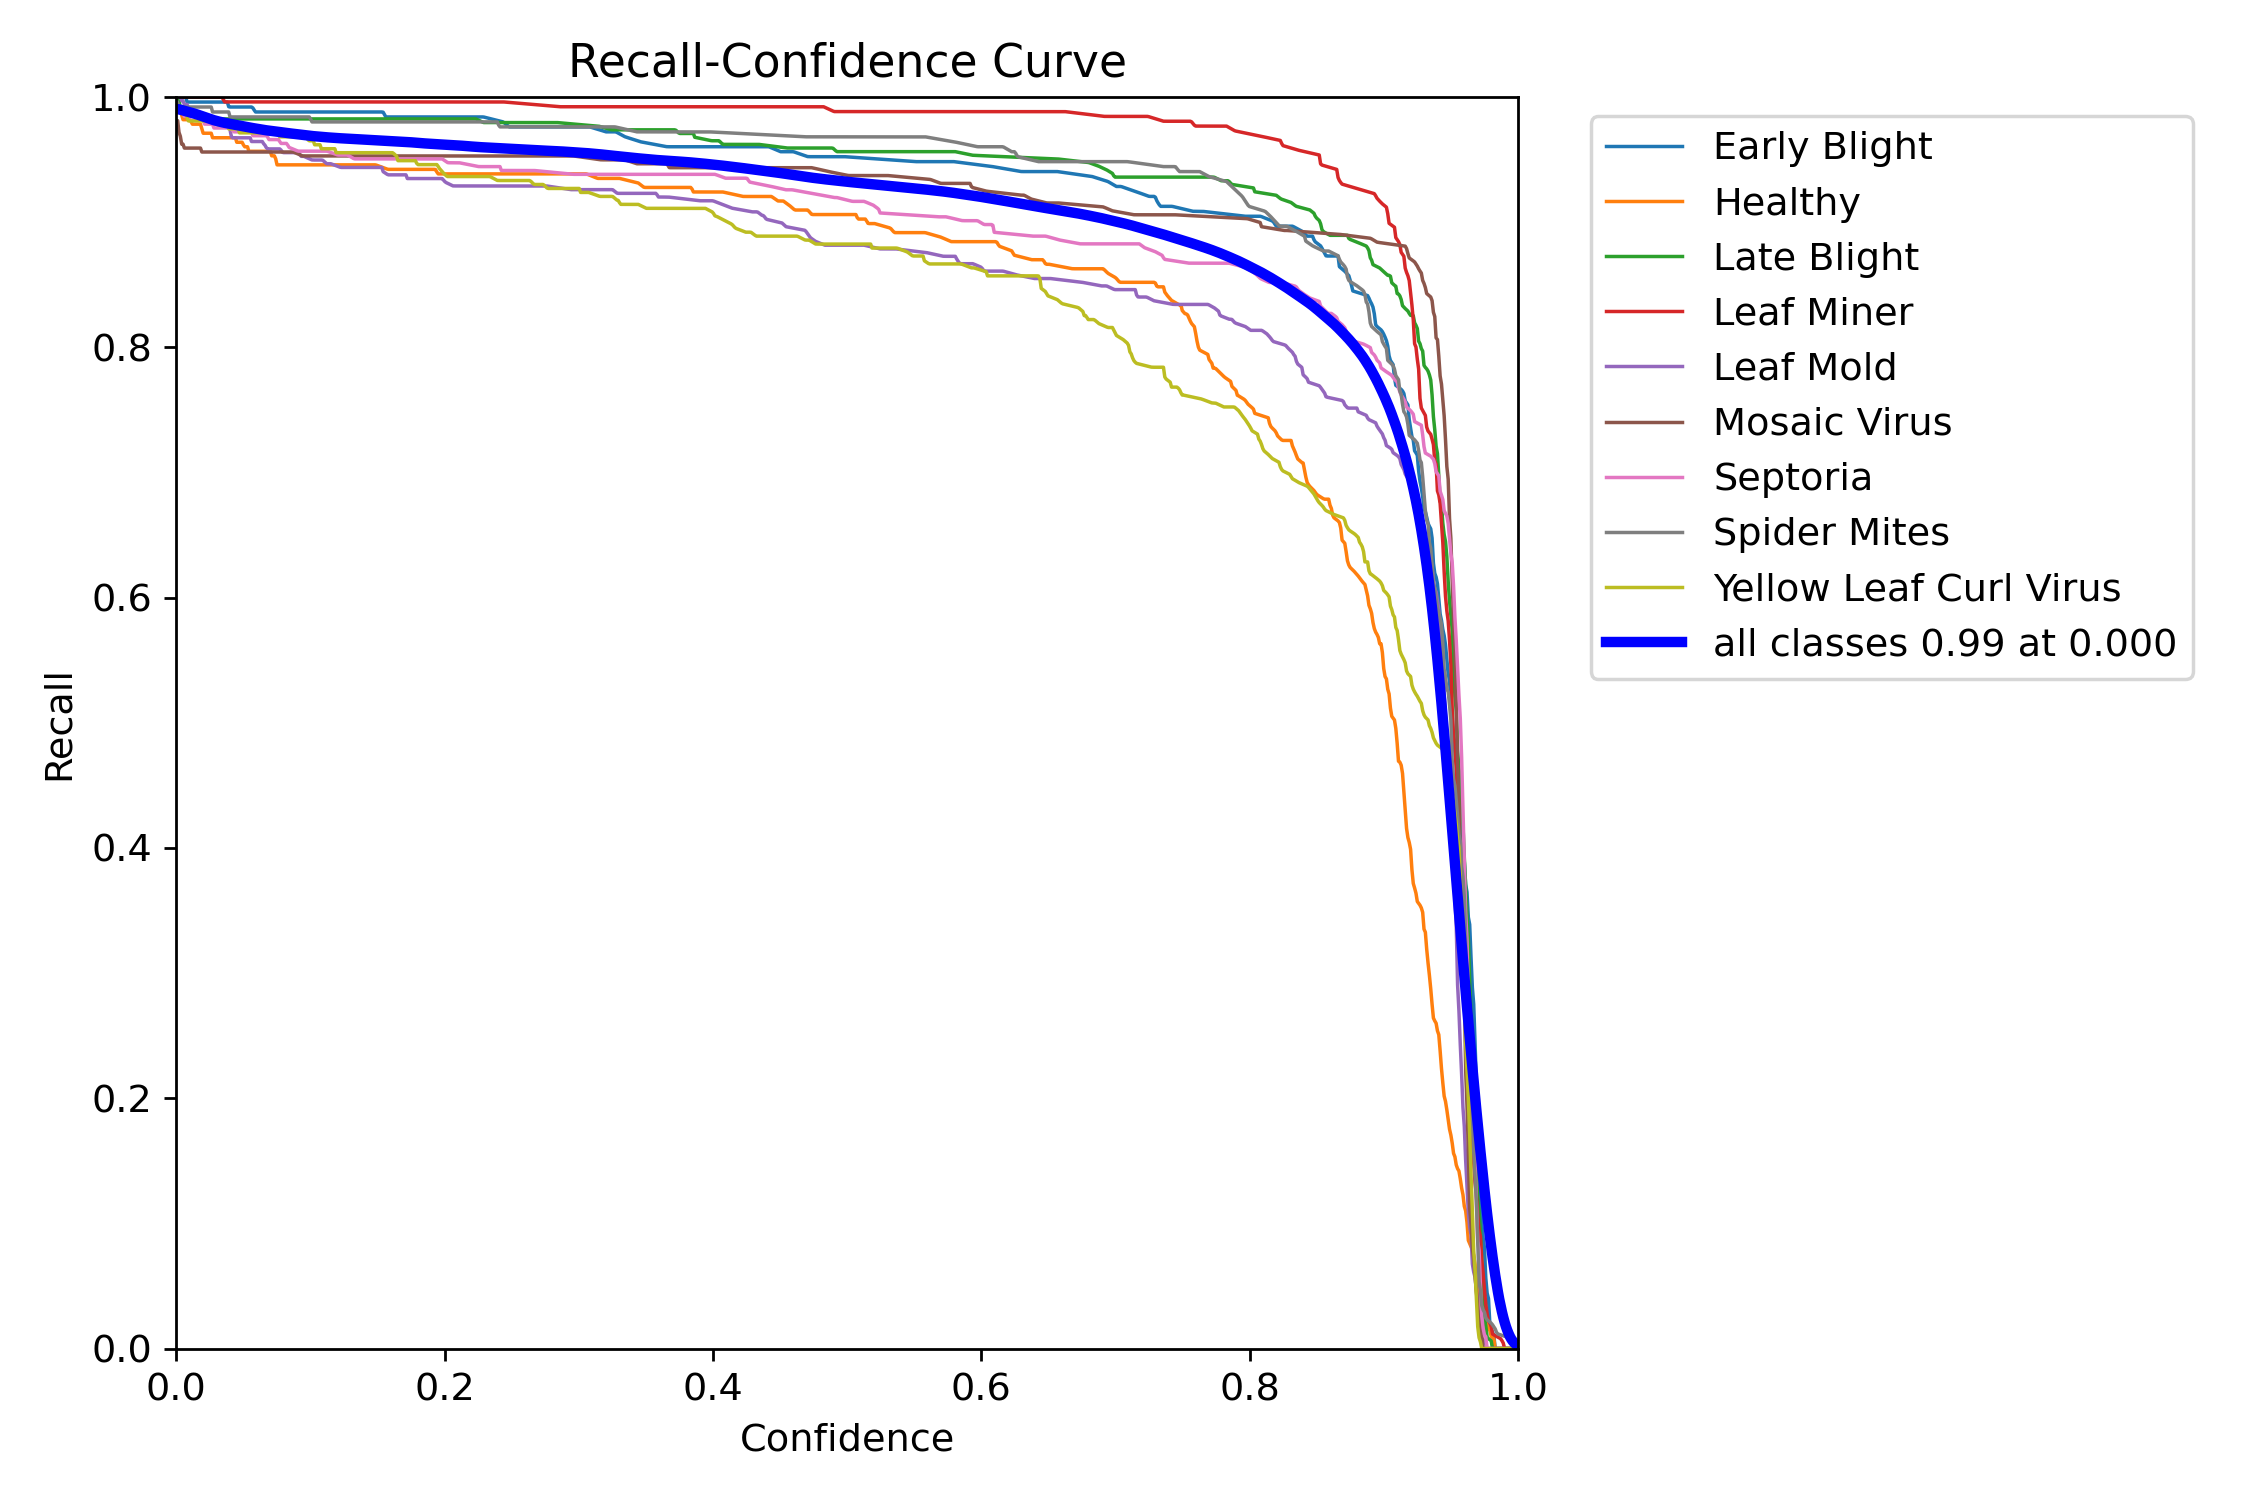 Recall-Confidence Curve
1.0
0.8
0.6
0.4
0.2
0.0
Recall
0.0 0.2 0.4 0.6 0.8 1.0
Confidence
Early Blight
Healthy
Late Blight
Leaf Miner
Leaf Mold
Mosaic Virus
Septoria
Spider Mites
Yellow Leaf Curl Virus
all classes 0.99 at 0.000